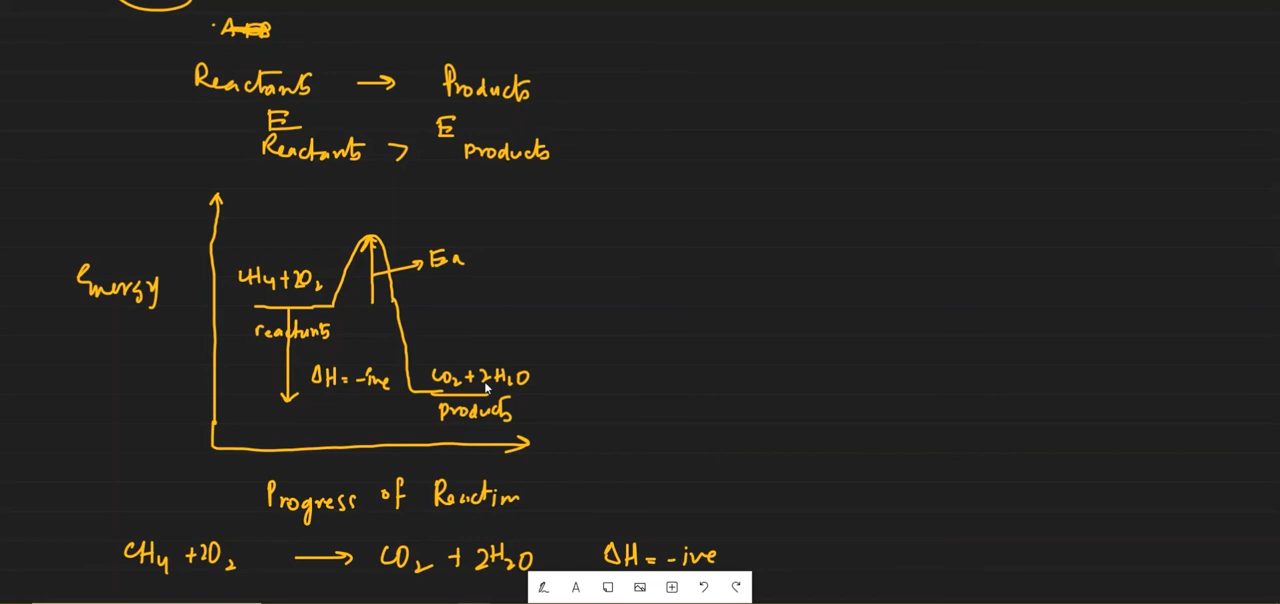 Reactants → Products
E Reactants > E products
Energy
CH4 + 2O2
Ea
reactants
ΔH = -ive
CO2 + 2H2O
products
Progress of Reaction
CH4 + 2O2 → CO2 + 2H2O ΔH = -ive
A